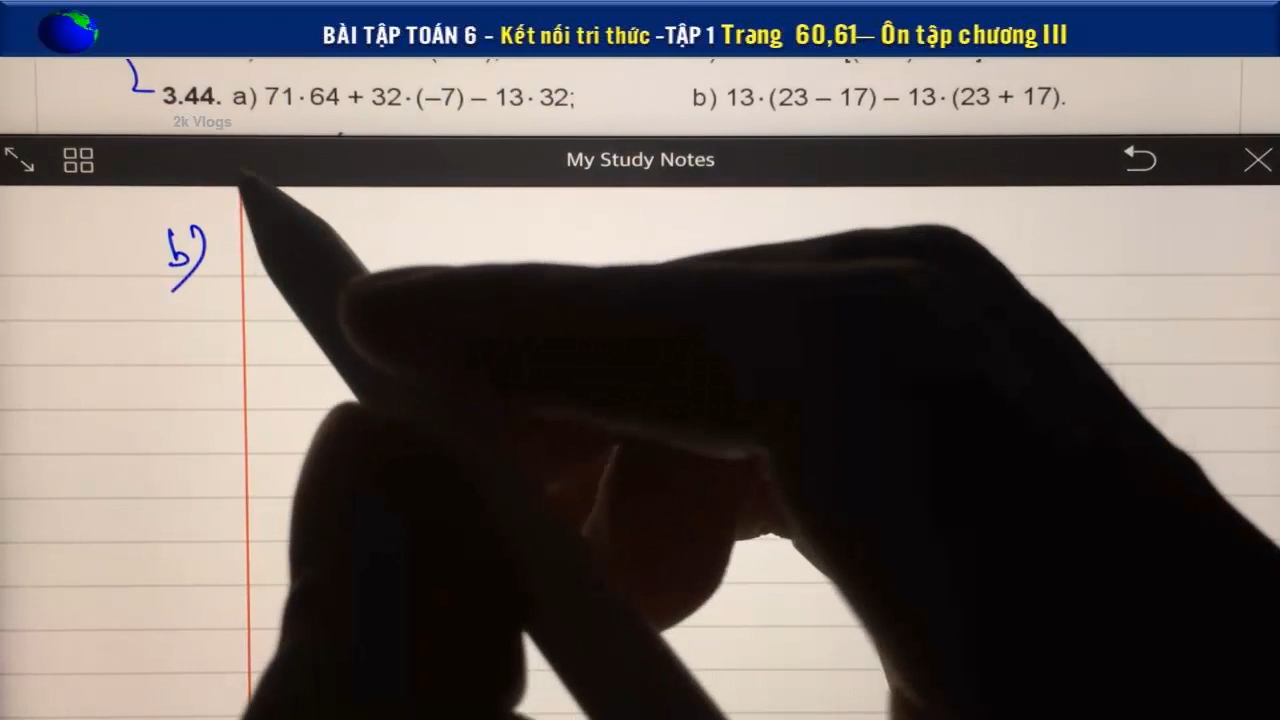 BÀI TẬP TOÁN 6 - Kết nối tri thức -TẬP 1 Trang 60,61– Ôn tập chương III
3.44. a) 71·64 + 32·(–7) – 13·32; b) 13·(23 – 17) – 13·(23 + 17).
2k Vlogs
My Study Notes
b)